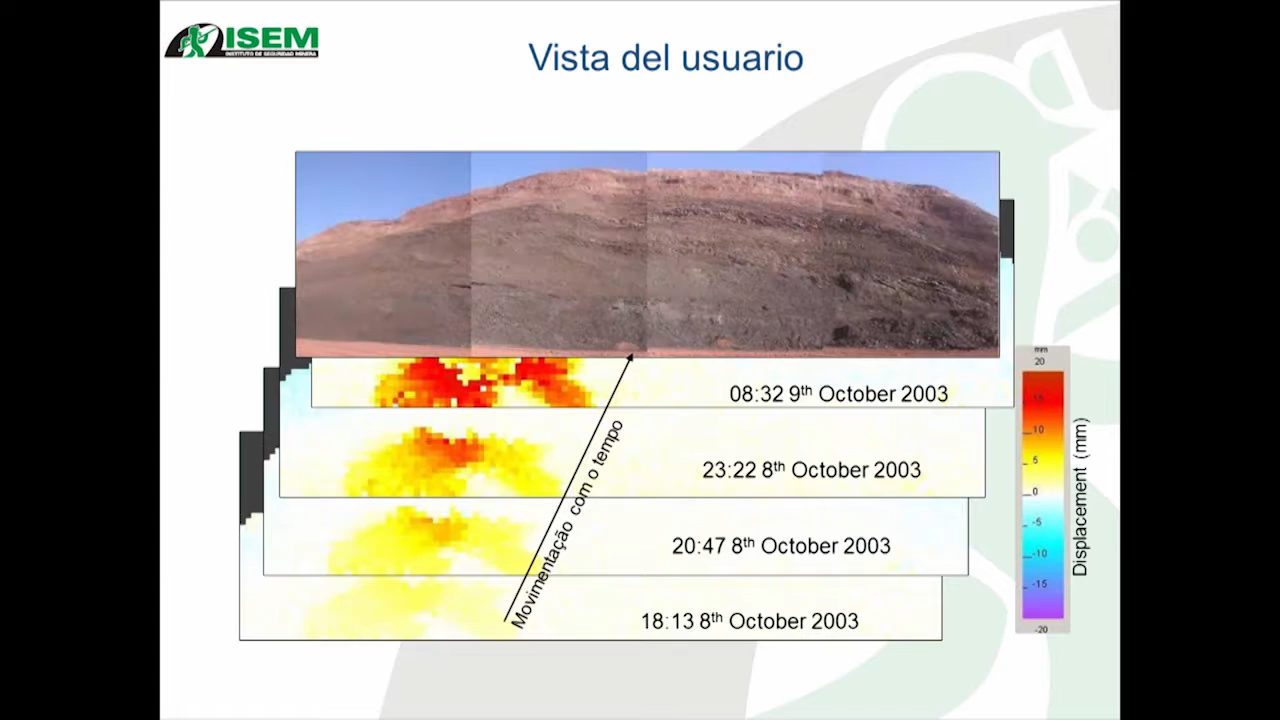 ISEM
INSTITUTO DE SEGURIDAD MINERA
Vista del usuario
08:32 9th October 2003
23:22 8th October 2003
20:47 8th October 2003
18:13 8th October 2003
Movimentação com o tempo
mm
20
15
10
5
0
-5
-10
-15
-20
Displacement (mm)